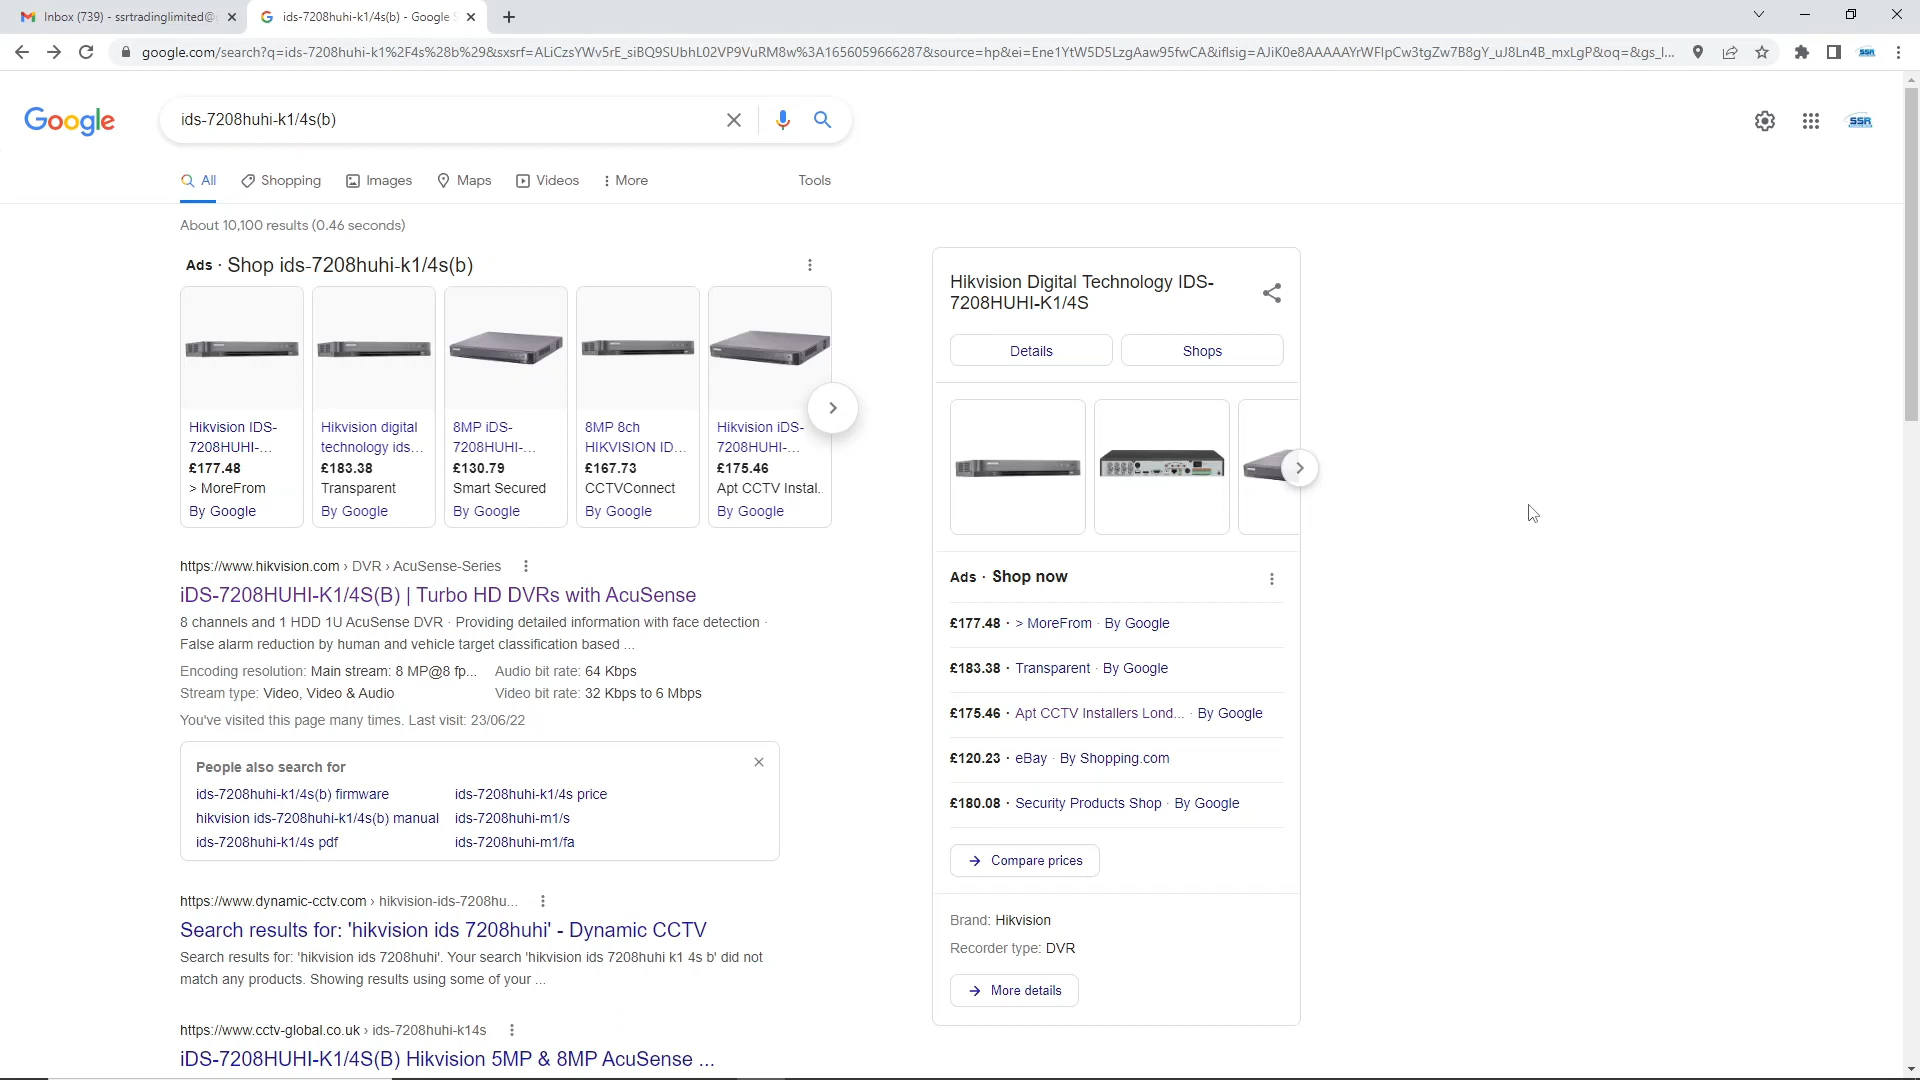 Inbox (739) - ssrtradinglimited@
ids-7208huhi-k1/4s(b) - Google S
google.com/search?q=ids-7208huhi-k1%2F4s%28b%29&sxsrf=ALiCzsYWv5rE_siBQ9SUbhL02VP9VuRM8w%3A1656059666287&source=hp&ei=Ene1YtW5D5LzgAaw95fwCA&iflsig=AJiK0e8AAAAAYrWFIpCw3tgZw7B8gY_uJ8Ln4B_mxLgP&oq=&gs_l...
SSR
Google
ids-7208huhi-k1/4s(b)
SSR
All Shopping Images Maps Videos More Tools
About 10,100 results (0.46 seconds)
Ads · Shop ids-7208huhi-k1/4s(b)
Hikvision IDS-
7208HUHI-...
£177.48
> MoreFrom
By Google
Hikvision digital
technology ids...
£183.38
Transparent
By Google
8MP iDS-
7208HUHI-...
£130.79
Smart Secured
By Google
8MP 8ch
HIKVISION ID...
£167.73
CCTVConnect
By Google
Hikvision iDS-
7208HUHI-...
£175.46
Apt CCTV Instal..
By Google
https://www.hikvision.com › DVR › AcuSense-Series
iDS-7208HUHI-K1/4S(B) | Turbo HD DVRs with AcuSense
8 channels and 1 HDD 1U AcuSense DVR · Providing detailed information with face detection ·
False alarm reduction by human and vehicle target classification based ...
Encoding resolution: Main stream: 8 MP@8 fp... Audio bit rate: 64 Kbps
Stream type: Video, Video & Audio Video bit rate: 32 Kbps to 6 Mbps
You've visited this page many times. Last visit: 23/06/22
People also search for
ids-7208huhi-k1/4s(b) firmware ids-7208huhi-k1/4s price
hikvision ids-7208huhi-k1/4s(b) manual ids-7208huhi-m1/s
ids-7208huhi-k1/4s pdf ids-7208huhi-m1/fa
https://www.dynamic-cctv.com › hikvision-ids-7208hu...
Search results for: 'hikvision ids 7208huhi' - Dynamic CCTV
Search results for: 'hikvision ids 7208huhi'. Your search 'hikvision ids 7208huhi k1 4s b' did not
match any products. Showing results using some of your ...
https://www.cctv-global.co.uk › ids-7208huhi-k14s
iDS-7208HUHI-K1/4S(B) Hikvision 5MP & 8MP AcuSense ...
Hikvision Digital Technology IDS-
7208HUHI-K1/4S
Details Shops
Ads · Shop now
£177.48 · > MoreFrom · By Google
£183.38 · Transparent · By Google
£175.46 · Apt CCTV Installers Lond... · By Google
£120.23 · eBay · By Shopping.com
£180.08 · Security Products Shop · By Google
Compare prices
Brand: Hikvision
Recorder type: DVR
More details